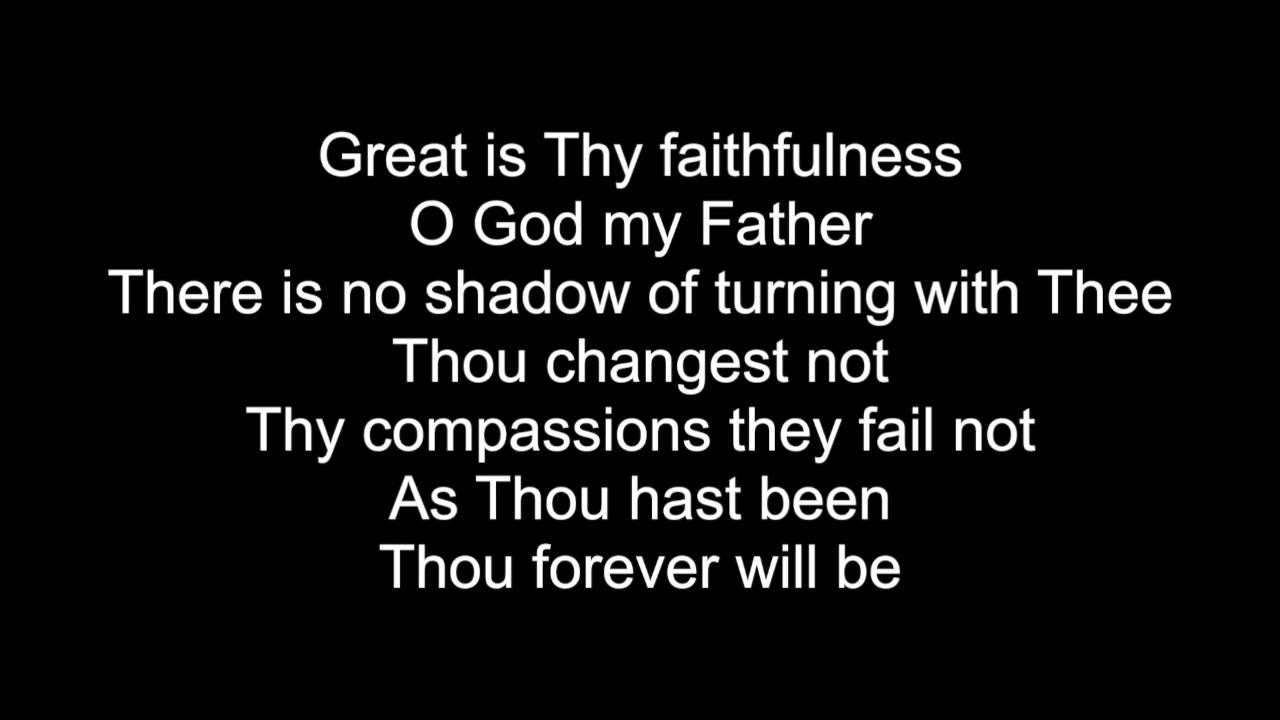 Great is Thy faithfulness
O God my Father
There is no shadow of turning with Thee
Thou changest not
Thy compassions they fail not
As Thou hast been
Thou forever will be